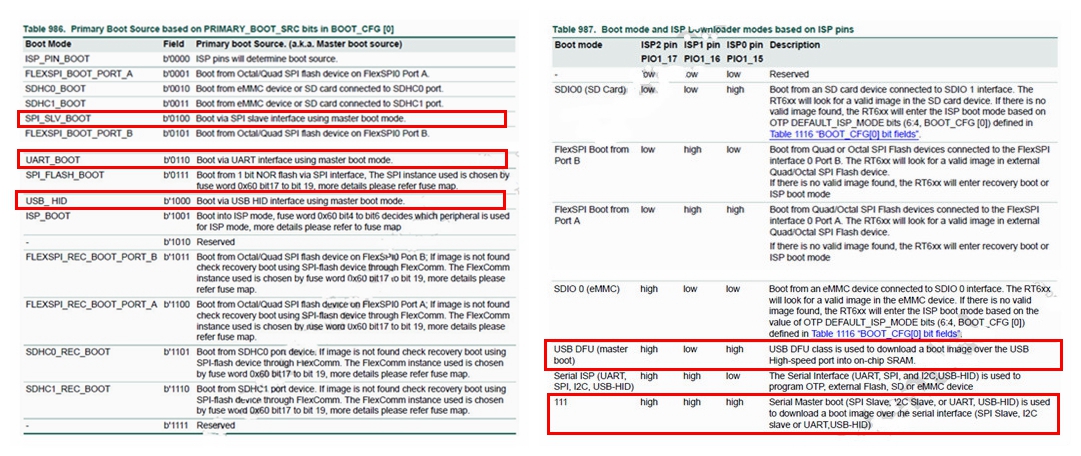 Table 986. Primary Boot Source based on PRIMARY_BOOT_SRC bits in BOOT_CFG [0]
Boot Mode Field Primary boot Source. (a.k.a. Master boot source)
ISP_PIN_BOOT b'0000 ISP pins will determine boot source.
FLEXSPI_BOOT_PORT_A b'0001 Boot from Octal/Quad SPI flash device on FlexSPI0 Port A.
SDHC0_BOOT b'0010 Boot from eMMC device or SD card connected to SDHC0 port.
SDHC1_BOOT b'0011 Boot from eMMC device or SD card connected to SDHC1 port.
SPI_SLV_BOOT b'0100 Boot via SPI slave interface using master boot mode.
FLEXSPI_BOOT_PORT_B b'0101 Boot from Octal/Quad SPI flash device on FlexSPI0 Port B.
UART_BOOT b'0110 Boot via UART interface using master boot mode.
SPI_FLASH_BOOT b'0111 Boot from 1 bit NOR flash via SPI interface, The SPI instance used is chosen by
fuse word 0x60 bit17 to bit 19, more details please refer fuse map.
USB_ HID b'1000 Boot via USB HID interface using master boot mode.
ISP_BOOT b'1001 Boot into ISP mode, fuse word 0x60 bit4 to bit6 decides which peripheral is used
for ISP mode, more details please refer to fuse map
- b'1010 Reserved
FLEXSPI_REC_BOOT_PORT_B b'1011 Boot from Octal/Quad SPI flash device on FlexSPI0 Port B; If image is not found
check recovery boot using SPI-flash device through FlexComm. The FlexComm
instance used is chosen by fuse word 0x60 bit17 to bit 19, more details please
refer fuse map.
FLEXSPI_REC_BOOT_PORT_A b'1100 Boot from Octal/Quad SPI flash device on FlexSPI0 Port A; If image is not found
check recovery boot using SPI-flash device through FlexComm. The FlexComm
instance used is chosen by fuse word 0x60 bit17 to bit 19, more details please
refer fuse map.
SDHC0_REC_BOOT b'1101 Boot from SDHC0 port device. If image is not found check recovery boot using
SPI-flash device through FlexComm. The FlexComm instance used is chosen
by fuse word 0x60 bit17 to bit 19, more details please refer fuse map.
SDHC1_REC_BOOT b'1110 Boot from SDHC1 port device. If image is not found check recovery boot using
SPI-flash device through FlexComm. The FlexComm instance used is chosen
by fuse word 0x60 bit17 to bit 19, more details please refer fuse map.
- b'1111 Reserved
Table 987. Boot mode and ISP Downloader modes based on ISP pins
Boot mode ISP2 pin ISP1 pin ISP0 pin Description
PIO1_17 PIO1_16 PIO1_15
- low low low Reserved
SDIO0 (SD Card) low low high Boot from an SD card device connected to SDIO 1 interface. The
RT6xx will look for a valid image in the SD card device. If there is no
valid image found, the RT6xx will enter the ISP boot mode based on
OTP DEFAULT_ISP_MODE bits (6:4, BOOT_CFG [0]) defined in
Table 1116 “BOOT_CFG[0] bit fields”.
FlexSPI Boot from low high low Boot from Quad or Octal SPI Flash devices connected to the FlexSPI
Port B interface 0 Port B. The RT6xx will look for a valid image in external
Quad/Octal SPI Flash device.
If there is no valid image found, the RT6xx will enter recovery boot or
ISP boot mode
FlexSPI Boot from low high high Boot from Quad/Octal SPI Flash devices connected to the FlexSPI
Port A interface 0 Port A. The RT6xx will look for a valid image in external
Quad/Octal SPI Flash device.
If there is no valid image found, the RT6xx will enter recovery boot or
ISP boot mode
SDIO 0 (eMMC) high low low Boot from an eMMC device connected to SDIO 0 interface. The RT6xx
will look for a valid image in the eMMC device. If there is no valid
image found, the RT6xx will enter the ISP boot mode based on the
value of OTP DEFAULT_ISP_MODE bits (6:4, BOOT_CFG [0])
defined in Table 1116 “BOOT_CFG[0] bit fields”.
USB DFU (master high low high USB DFU class is used to download a boot image over the USB
boot) High-speed port into on-chip SRAM.
Serial ISP (UART, high high low The Serial Interface (UART, SPI, and I2C,USB-HID) is used to
SPI, I2C, USB-HID) program OTP, external Flash, SD or eMMC device
111 high high high Serial Master boot (SPI Slave, I2C Slave, or UART, USB-HID) is used
to download a boot image over the serial interface (SPI Slave, I2C
slave or UART,USB-HID)